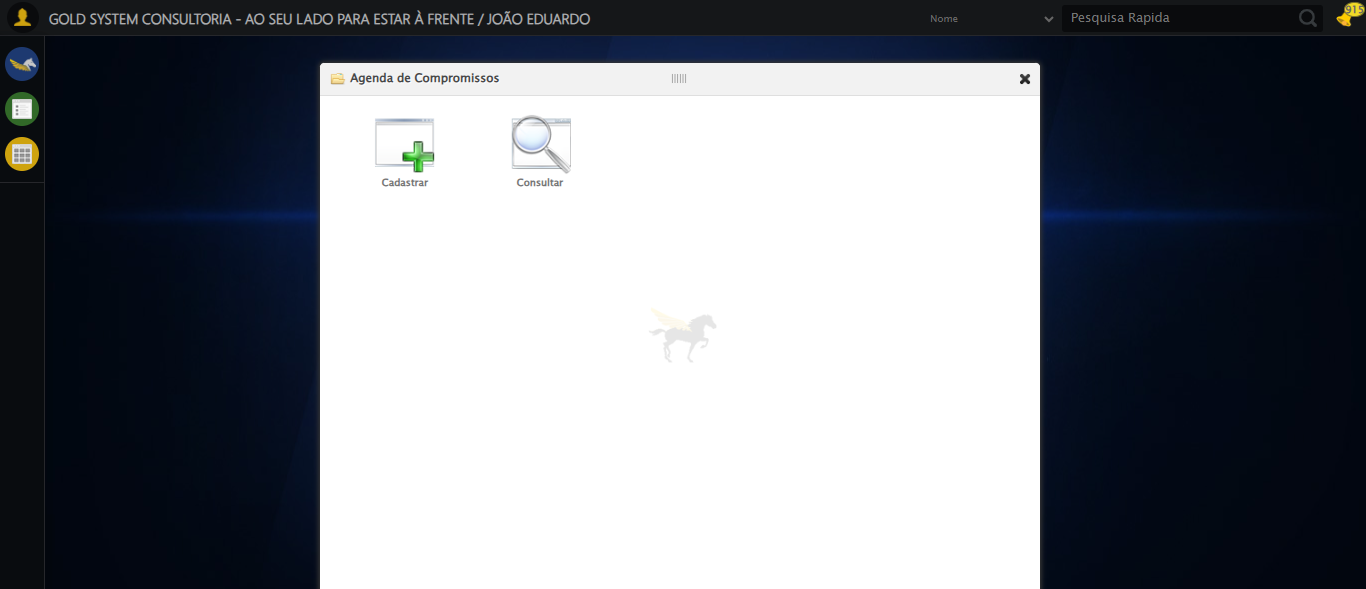 GOLD SYSTEM CONSULTORIA - AO SEU LADO PARA ESTAR À FRENTE / JOÃO EDUARDO
Nome
Pesquisa Rapida
915
Agenda de Compromissos
Cadastrar
Consultar